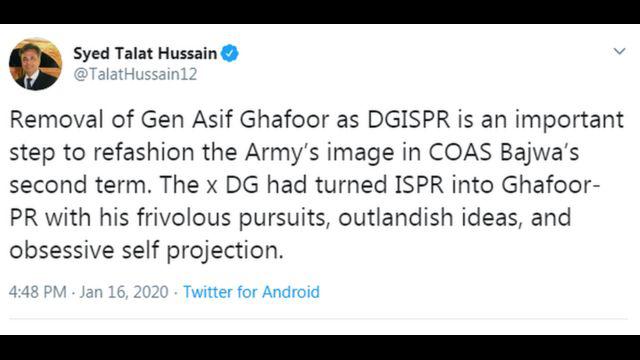 Syed Talat Hussain
@TalatHussain12
Removal of Gen Asif Ghafoor as DGISPR is an important
step to refashion the Army's image in COAS Bajwa's
second term. The x DG had turned ISPR into Ghafoor-
PR with his frivolous pursuits, outlandish ideas, and
obsessive self projection.
4:48 PM · Jan 16, 2020 · Twitter for Android